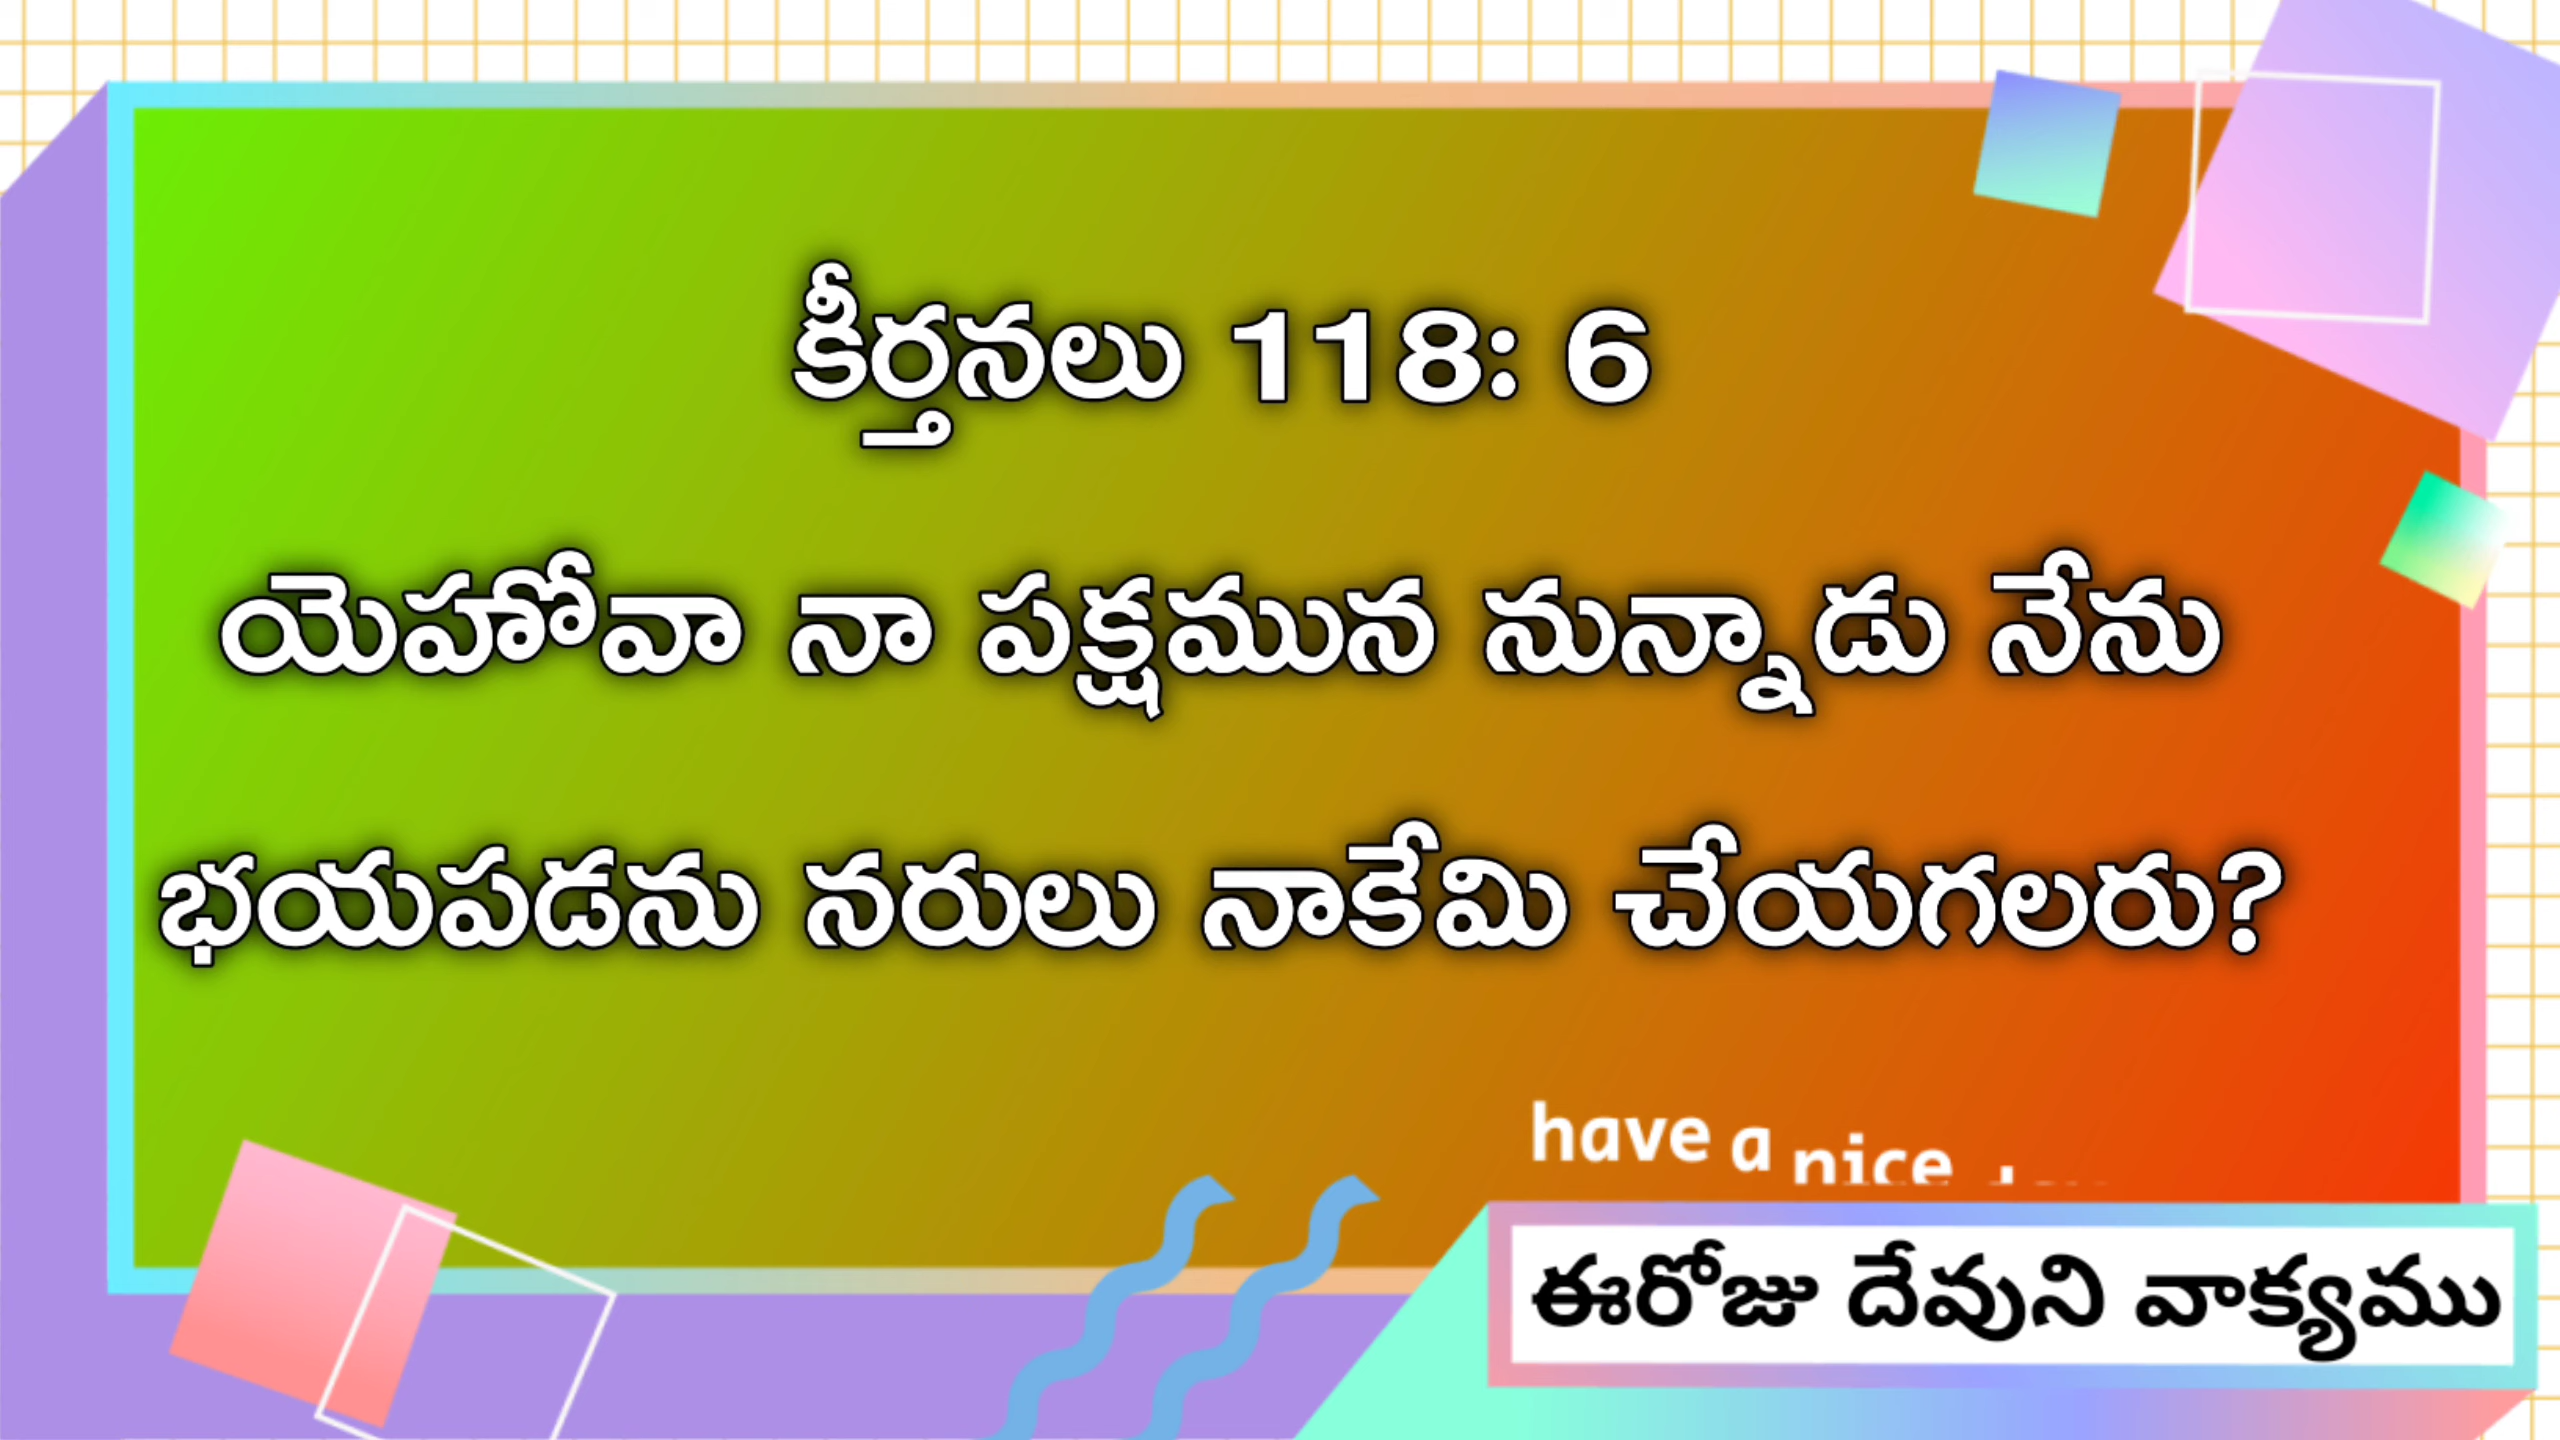 కీర్తనలు 118: 6
యెహోవా నా పక్షమున నున్నాడు నేను
భయపడను నరులు నాకేమి చేయగలరు?
have a nice
ఈరోజు దేవుని వాక్యము